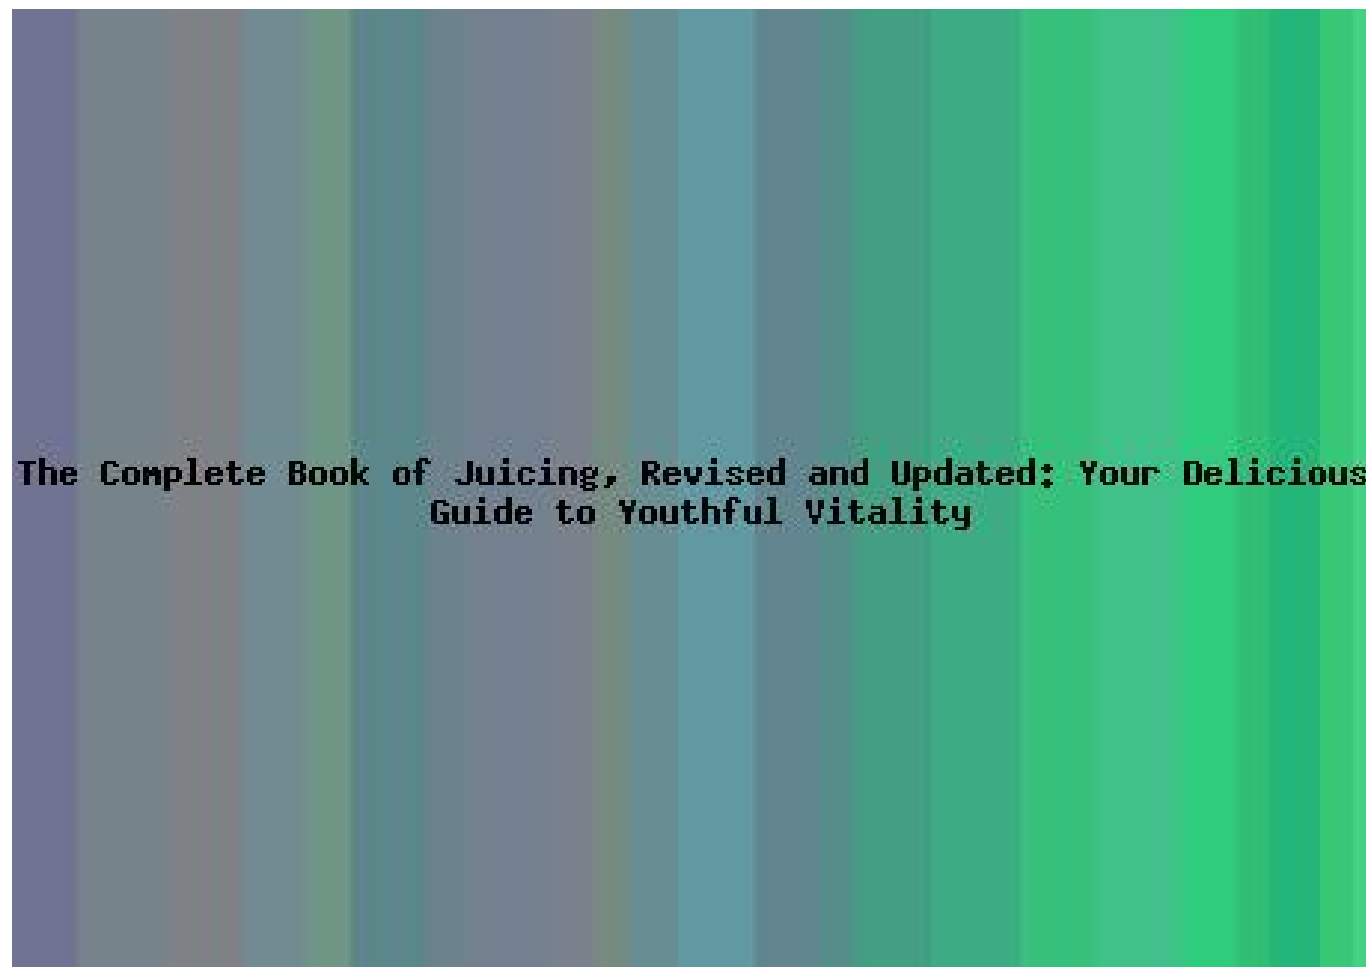 The Complete Book of Juicing, Revised and Updated: Your Delicious
Guide to Youthful Vitality